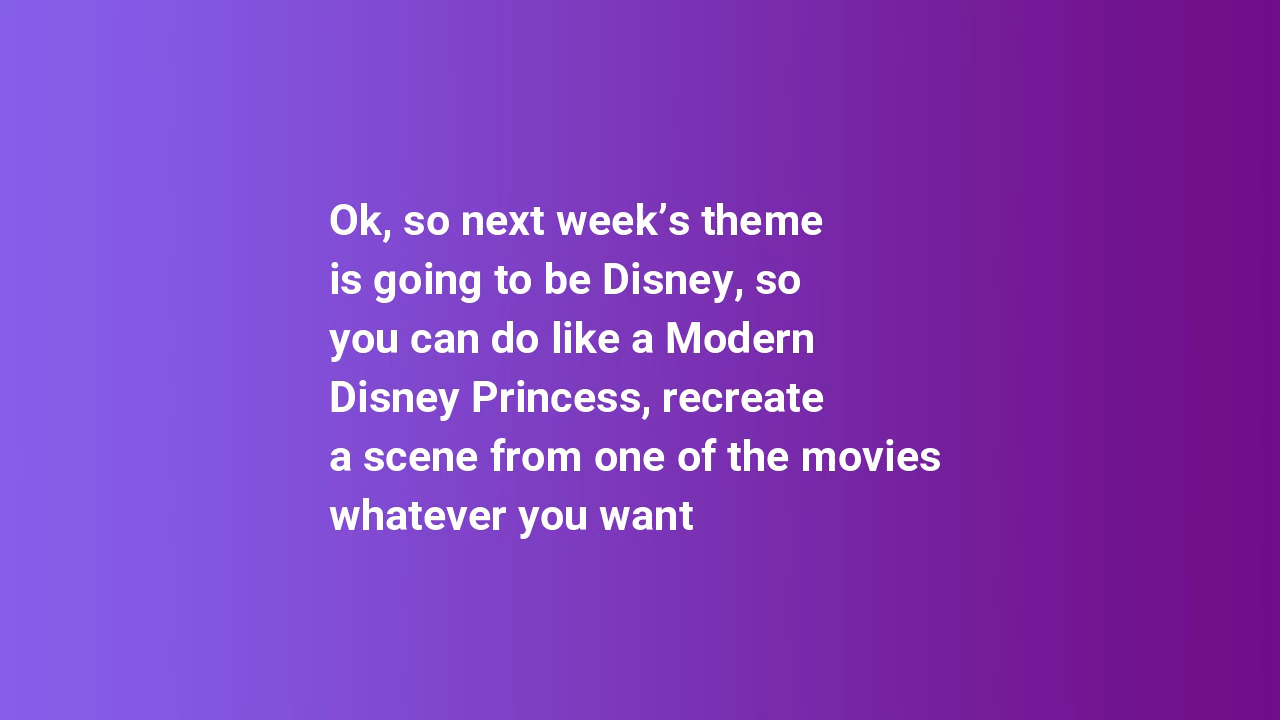 Ok, so next week’s theme
is going to be Disney, so
you can do like a Modern
Disney Princess, recreate
a scene from one of the movies
whatever you want